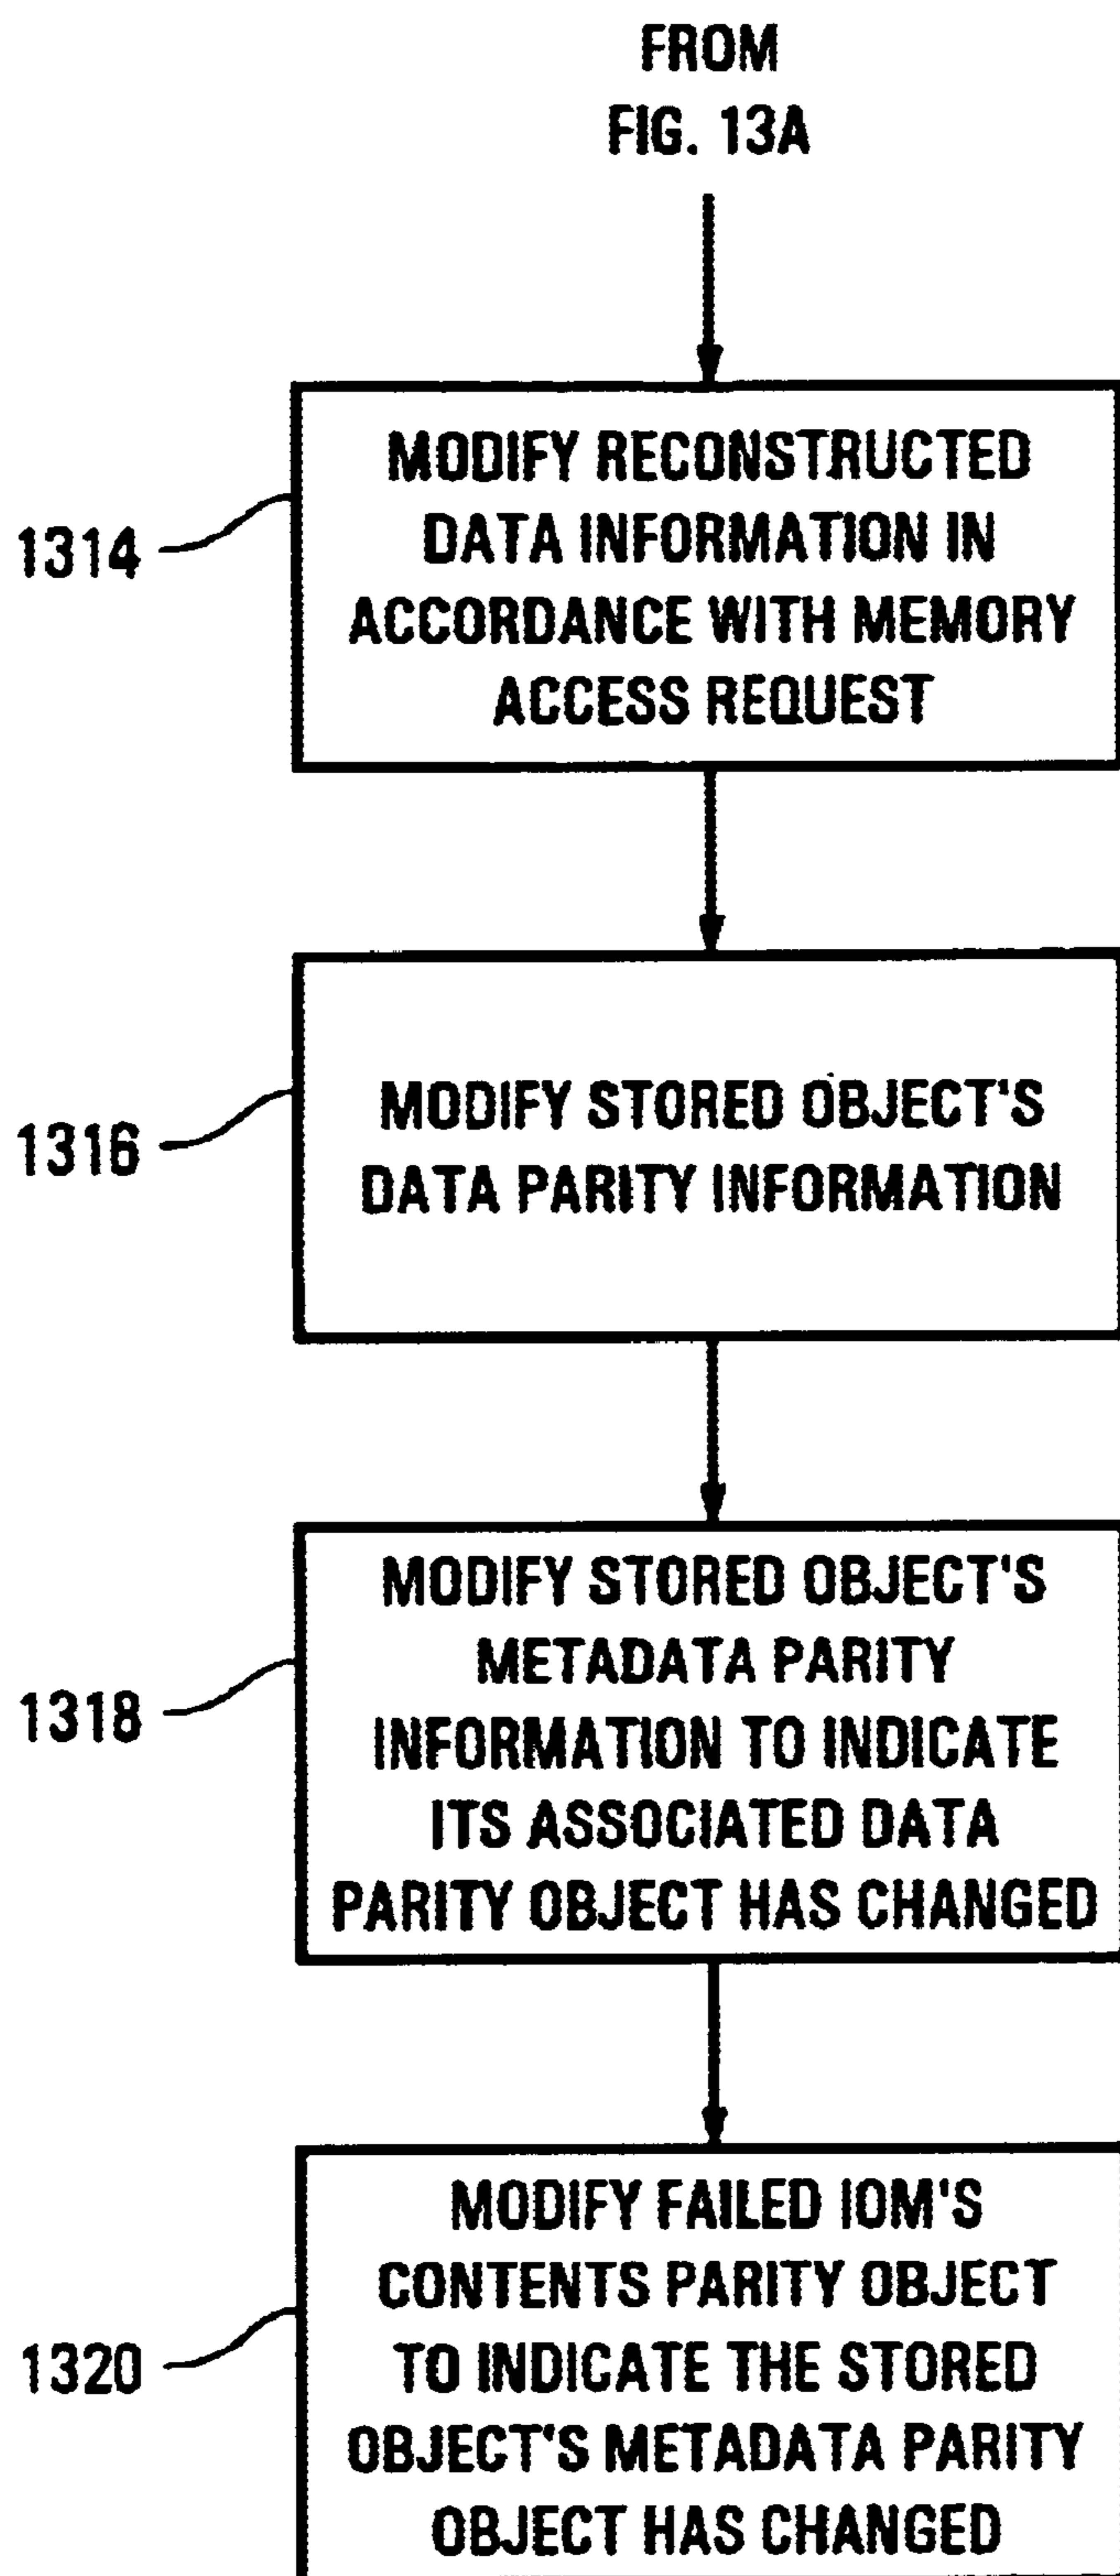 FROM
FIG. 13A
1314
MODIFY RECONSTRUCTED
DATA INFORMATION IN
ACCORDANCE WITH MEMORY
ACCESS REQUEST
1316
MODIFY STORED OBJECT'S
DATA PARITY INFORMATION
1318
MODIFY STORED OBJECT'S
METADATA PARITY
INFORMATION TO INDICATE
ITS ASSOCIATED DATA
PARITY OBJECT HAS CHANGED
1320
MODIFY FAILED IOM'S
CONTENTS PARITY OBJECT
TO INDICATE THE STORED
OBJECT'S METADATA PARITY
OBJECT HAS CHANGED